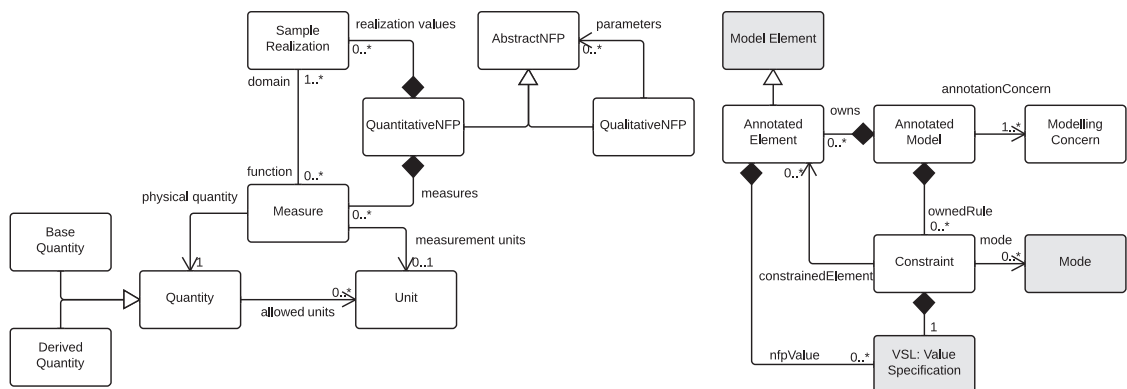 Sample
Realization
realization values
0..*
AbstractNFP
parameters
0..*
Model Element
domain
1..*
annotationConcern
QuantitativeNFP
QualitativeNFP
Annotated
Element
owns
0..*
Annotated
Model
1..*
Modelling
Concern
function
0..*
measures
0..*
0..*
physical quantity
Measure
ownedRule
0..*
Base
Quantity
measurement units
0..1
1
constrainedElement
Constraint
mode
0..*
Mode
Quantity
allowed units
0..*
Unit
1
Derived
Quantity
nfpValue
0..*
VSL: Value
Specification